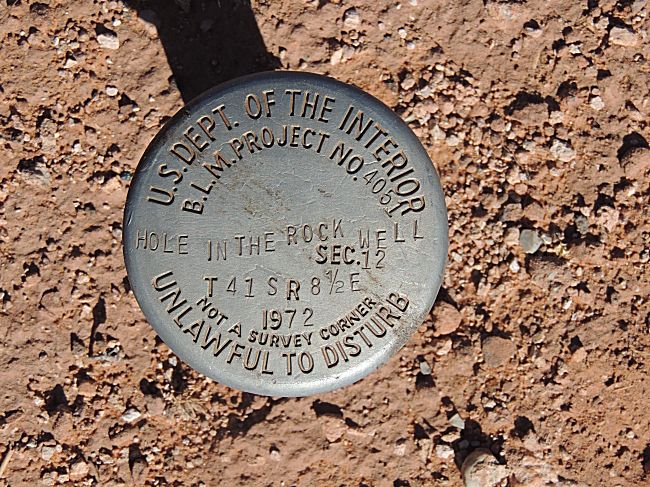 U.S. DEPT. OF THE INTERIOR
B.L.M. PROJECT NO. 4051
HOLE IN THE ROCK WELL
SEC. 12
T 41 S R 8 ½ E
1972
NOT A SURVEY CORNER
UNLAWFUL TO DISTURB